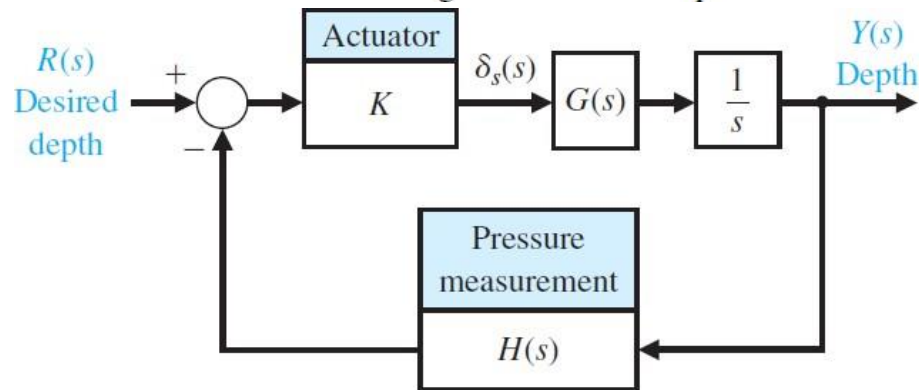 Actuator
R(s)
Desired
depth
+
−
K
δₛ(s)
G(s)
1
s
Y(s)
Depth
Pressure
measurement
H(s)